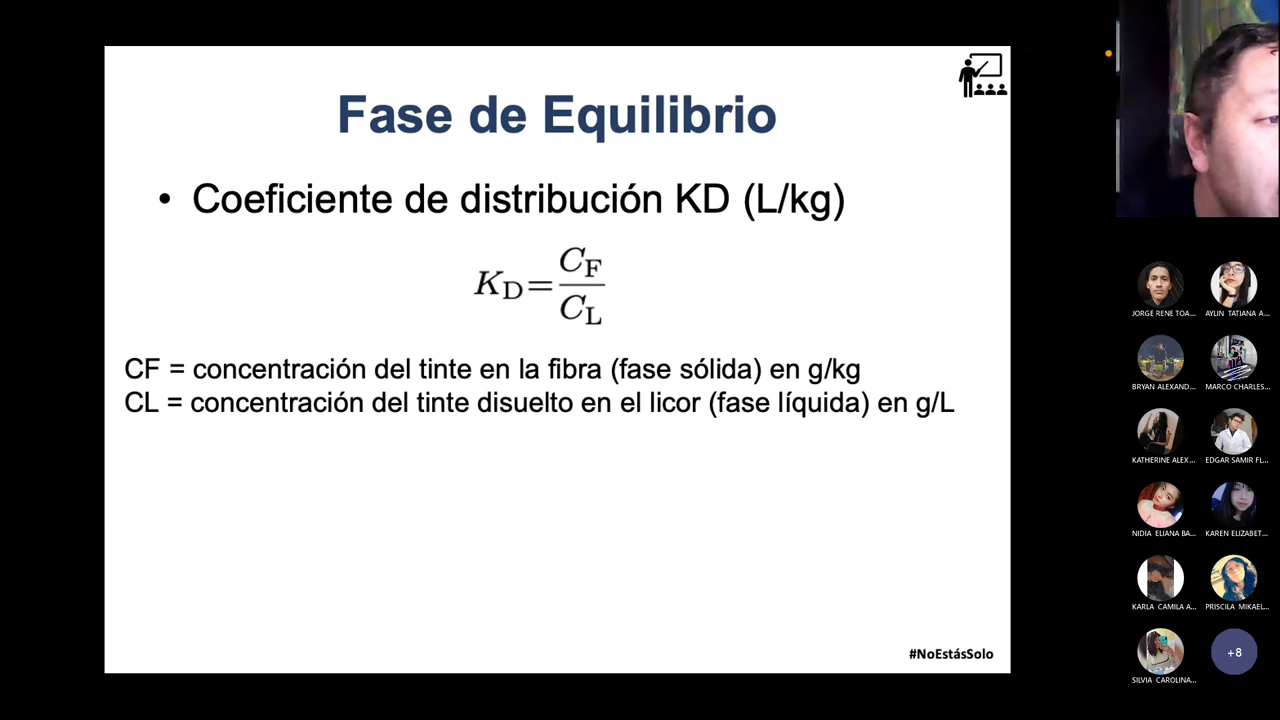 Fase de Equilibrio
• Coeficiente de distribución KD (L/kg)
K_D = C_F / C_L
CF = concentración del tinte en la fibra (fase sólida) en g/kg
CL = concentración del tinte disuelto en el licor (fase líquida) en g/L
#NoEstásSolo
JORGE RENE TOA... AYLIN TATIANA A...
BRYAN ALEXAND... MARCO CHARLES...
KATHERINE ALEX... EDGAR SAMIR FL...
NIDIA ELIANA BA... KAREN ELIZABET...
KARLA CAMILA A... PRISCILA MIKAEL...
+8
SILVIA CAROLINA...